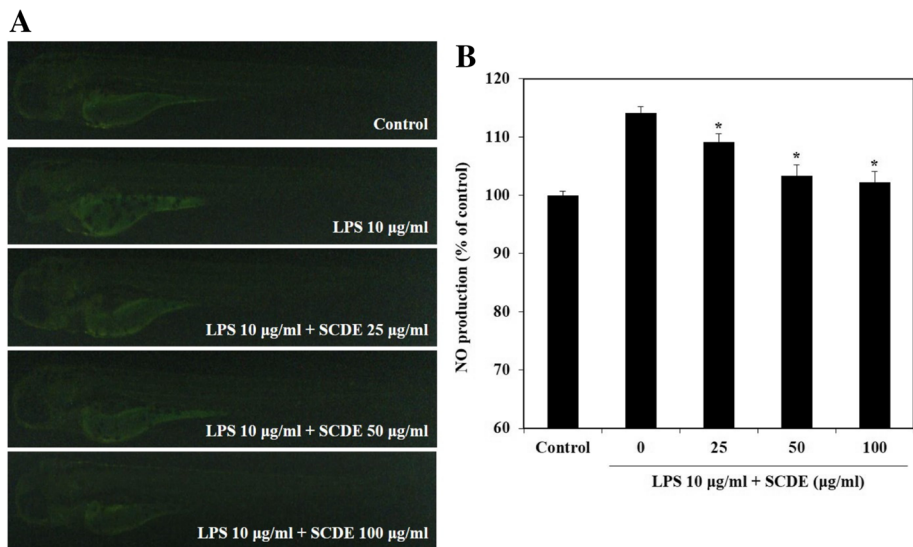 A
Control
LPS 10 µg/ml
LPS 10 µg/ml + SCDE 25 µg/ml
LPS 10 µg/ml + SCDE 50 µg/ml
LPS 10 µg/ml + SCDE 100 µg/ml
B
NO production (% of control)
120
110
100
90
80
70
60
*
*
*
Control 0 25 50 100
LPS 10 µg/ml + SCDE (µg/ml)